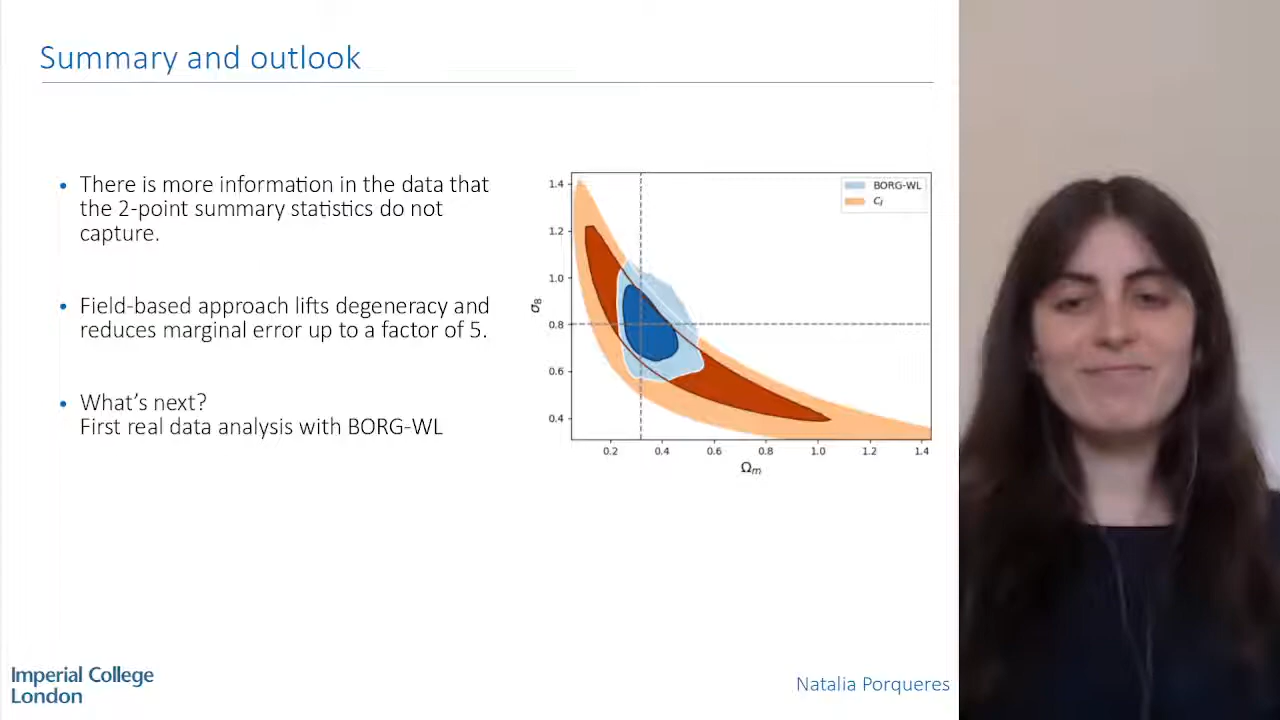 Summary and outlook
There is more information in the data that
the 2-point summary statistics do not
capture.
Field-based approach lifts degeneracy and
reduces marginal error up to a factor of 5.
What's next?
First real data analysis with BORG-WL
BORG-WL
Cℓ
1.4
1.2
1.0
0.8
0.6
0.4
σ8
0.2 0.4 0.6 0.8 1.0 1.2 1.4
Ωm
Imperial College
London
Natalia Porqueres